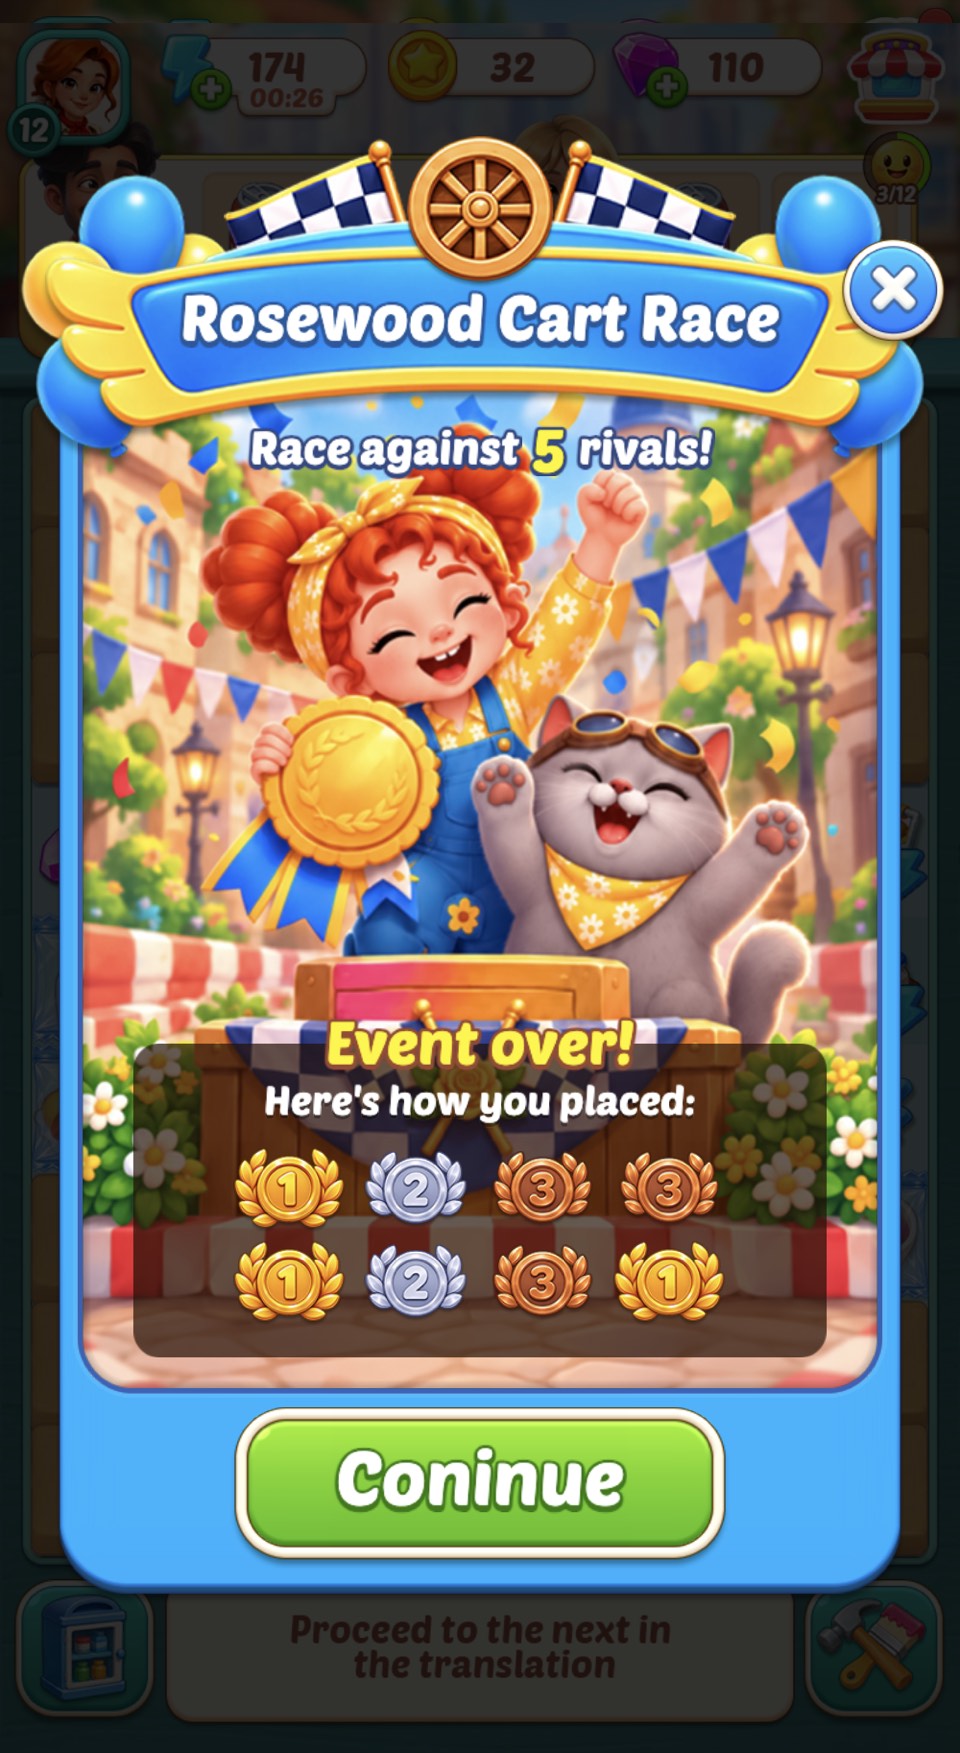 174
32
110
00:26
12
3/12
Rosewood Cart Race
Race against 5 rivals!
Event over!
Here's how you placed:
1 2 3 3
1 2 3 1
Coninue
Proceed to the next in
the translation